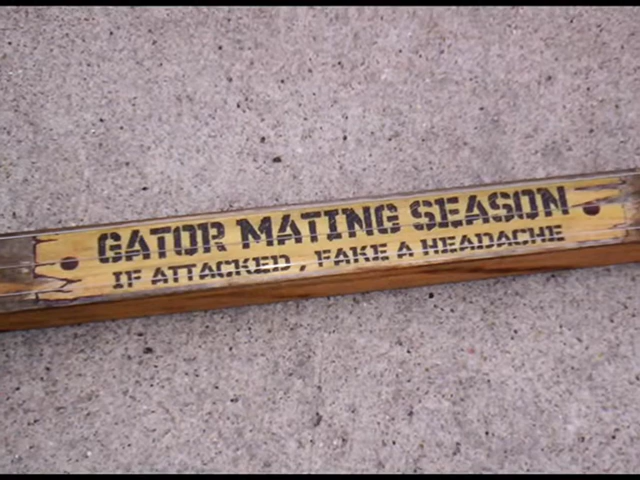 GATOR MATING SEASON
IF ATTACKED, FAKE A HEADACHE